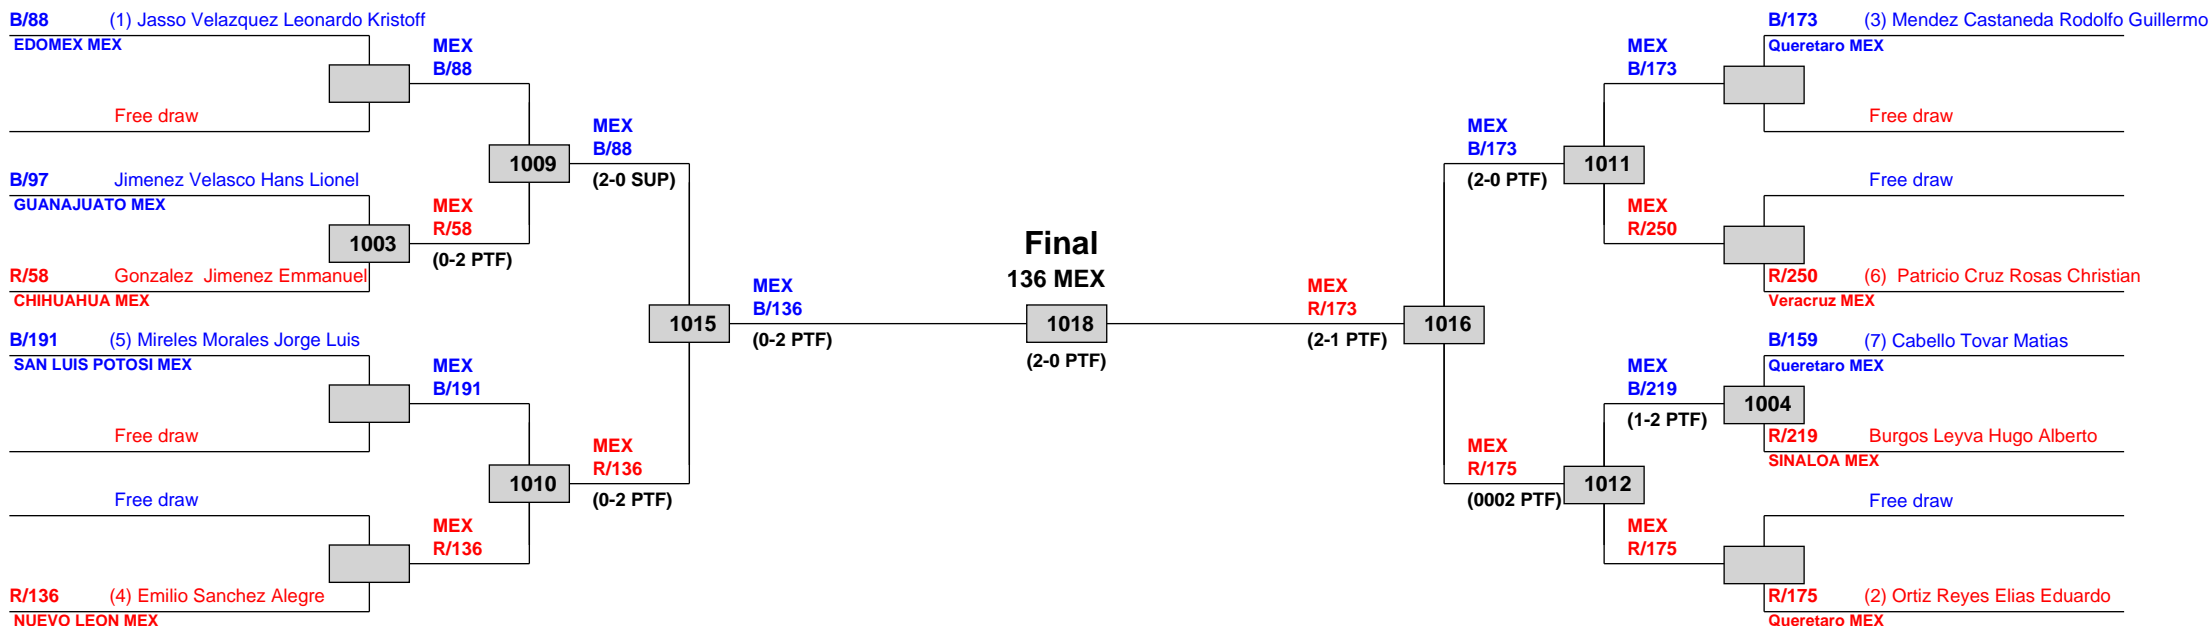 B/88 (1) Jasso Velazquez Leonardo Kristoff
EDOMEX MEX
Free draw
B/97 Jimenez Velasco Hans Lionel
GUANAJUATO MEX
R/58 Gonzalez  Jimenez Emmanuel
CHIHUAHUA MEX
B/191 (5) Mireles Morales Jorge Luis
SAN LUIS POTOSI MEX
Free draw
Free draw
R/136 (4) Emilio Sanchez Alegre
NUEVO LEON MEX
1003
MEX
B/88
MEX
R/58
(0-2 PTF)
MEX
B/191
MEX
R/136
1009
1010
MEX
B/88
(2-0 SUP)
MEX
R/136
(0-2 PTF)
1015
MEX
B/136
(0-2 PTF)
Final
136 MEX
1018
(2-0 PTF)
MEX
R/173
(2-1 PTF)
1016
MEX
B/173
(2-0 PTF)
MEX
R/175
(0002 PTF)
1011
1012
MEX
B/173
MEX
R/250
MEX
B/219
(1-2 PTF)
MEX
R/175
1004
B/173 (3) Mendez Castaneda Rodolfo Guillermo
Queretaro MEX
Free draw
Free draw
R/250 (6)  Patricio Cruz Rosas Christian
Veracruz MEX
B/159 (7) Cabello Tovar Matias
Queretaro MEX
R/219 Burgos Leyva Hugo Alberto
SINALOA MEX
Free draw
R/175 (2) Ortiz Reyes Elias Eduardo
Queretaro MEX